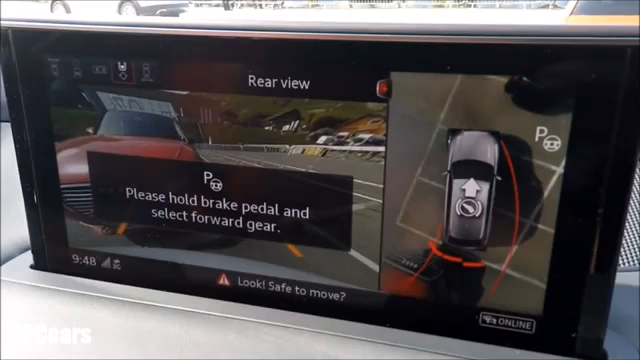 Rear view
P
P
Please hold brake pedal and
select forward gear.
9:48
Look! Safe to move?
ONLINE
cars